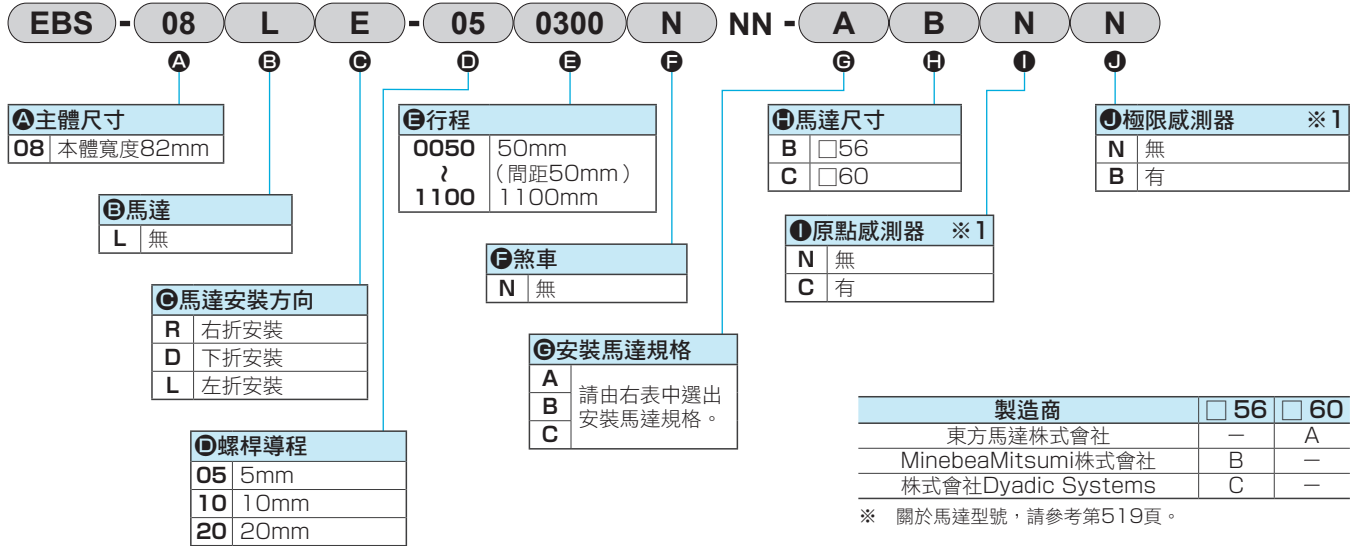 EBS - 08 L E - 05 0300 N NN - A B N N
A B C D E F G H I J
A主體尺寸
08 本體寬度82mm
B馬達
L 無
C馬達安裝方向
R 右折安裝
D 下折安裝
L 左折安裝
D螺桿導程
05 5mm
10 10mm
20 20mm
E行程
0050 50mm
≀ (間距50mm)
1100 1100mm
F煞車
N 無
G安裝馬達規格
A
B
C
請由右表中選出
安裝馬達規格。
H馬達尺寸
B □56
C □60
I原點感測器 ※1
N 無
C 有
J極限感測器 ※1
N 無
B 有
製造商 □ 56 □ 60
東方馬達株式會社 － A
MinebeaMitsumi株式會社 B －
株式會社Dyadic Systems C －
※ 關於馬達型號，請參考第519頁。